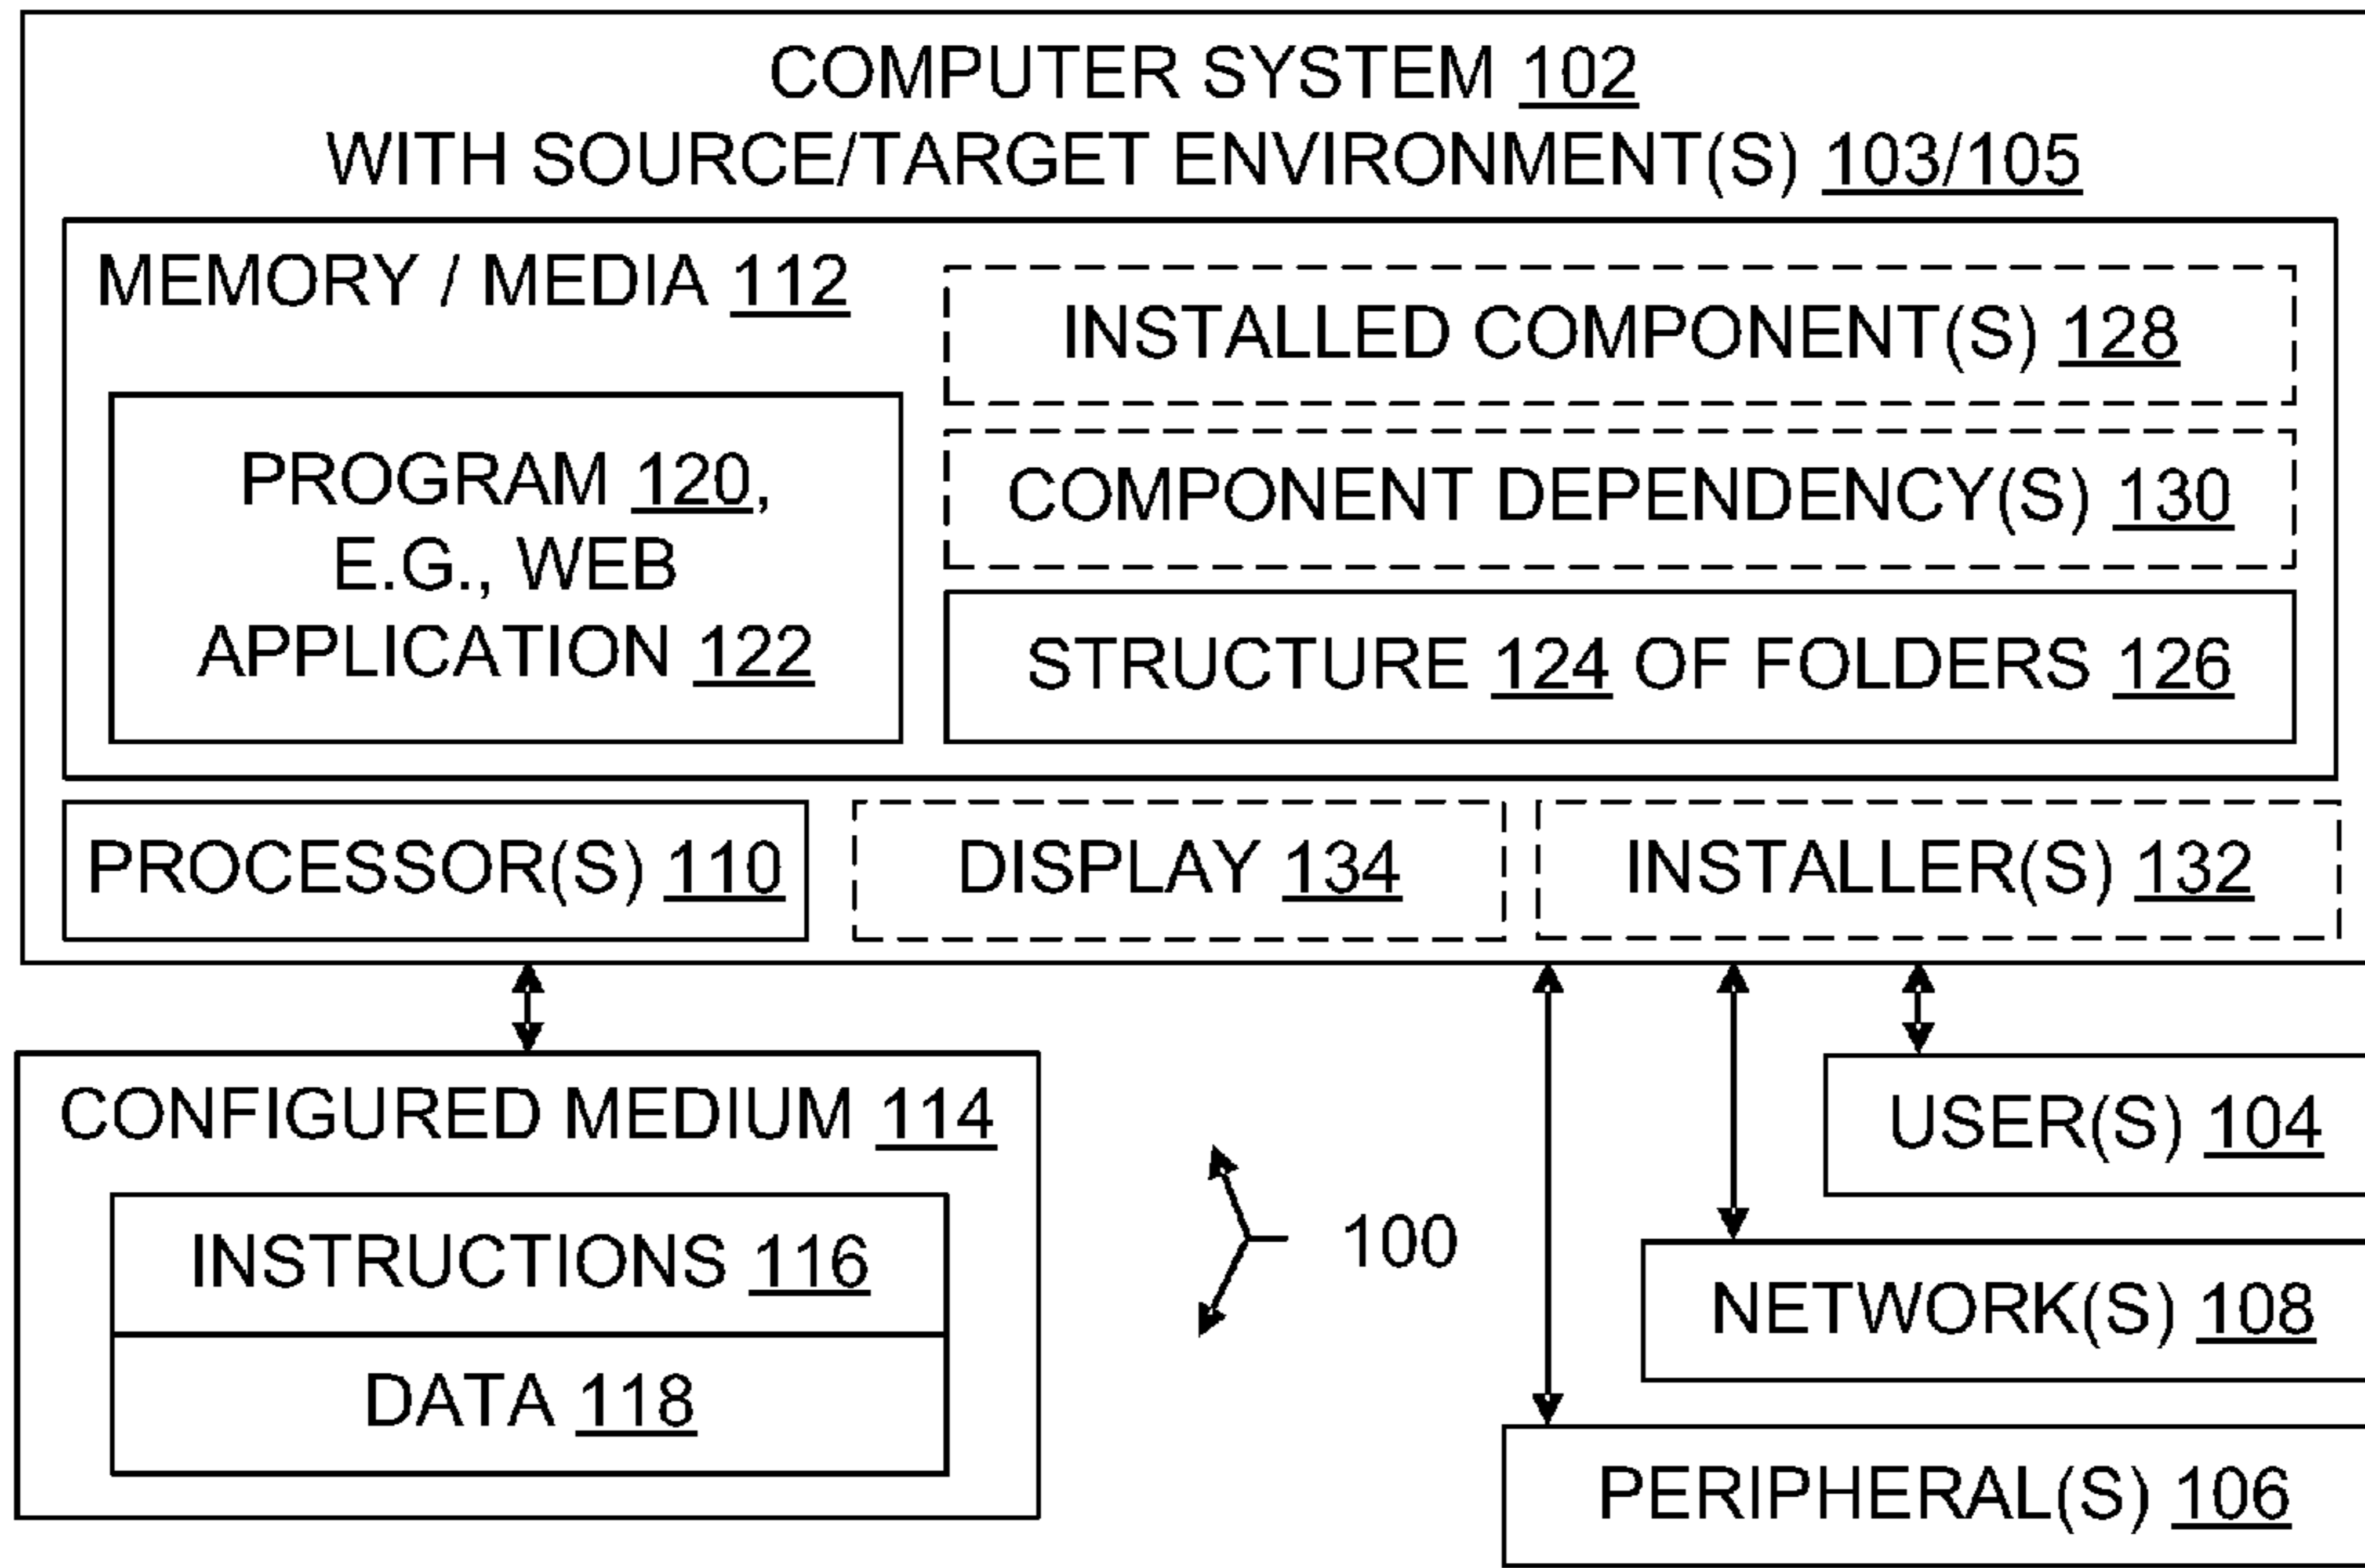 COMPUTER SYSTEM 102
WITH SOURCE/TARGET ENVIRONMENT(S) 103/105
MEMORY / MEDIA 112
PROGRAM 120,
E.G., WEB
APPLICATION 122
INSTALLED COMPONENT(S) 128
COMPONENT DEPENDENCY(S) 130
STRUCTURE 124 OF FOLDERS 126
PROCESSOR(S) 110
DISPLAY 134
INSTALLER(S) 132
CONFIGURED MEDIUM 114
INSTRUCTIONS 116
DATA 118
100
USER(S) 104
NETWORK(S) 108
PERIPHERAL(S) 106